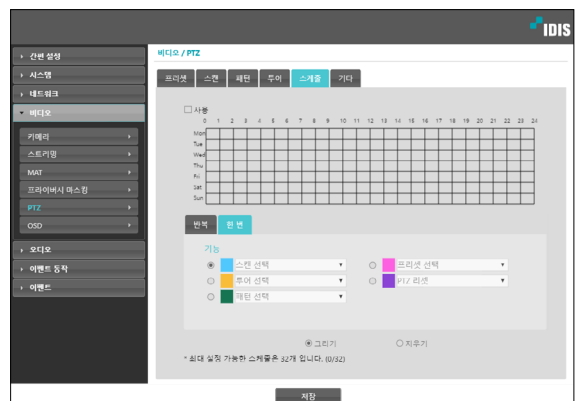 IDIS
간편 설정
시스템
네트워크
비디오
카메라
스트리밍
MAT
프라이버시 마스킹
PTZ
OSD
오디오
이벤트 동작
이벤트
비디오 / PTZ
프리셋 스캔 패턴 투어 스케줄 기타
사용
0 1 2 3 4 5 6 7 8 9 10 11 12 13 14 15 16 17 18 19 20 21 22 23 24
Mon
Tue
Wed
Thu
Fri
Sat
Sun
반복 한 번
기능
스캔 선택 프리셋 선택
투어 선택 PTZ 리셋
패턴 선택
그리기 지우기
* 최대 설정 가능한 스케줄은 32개 입니다. (0/32)
저장